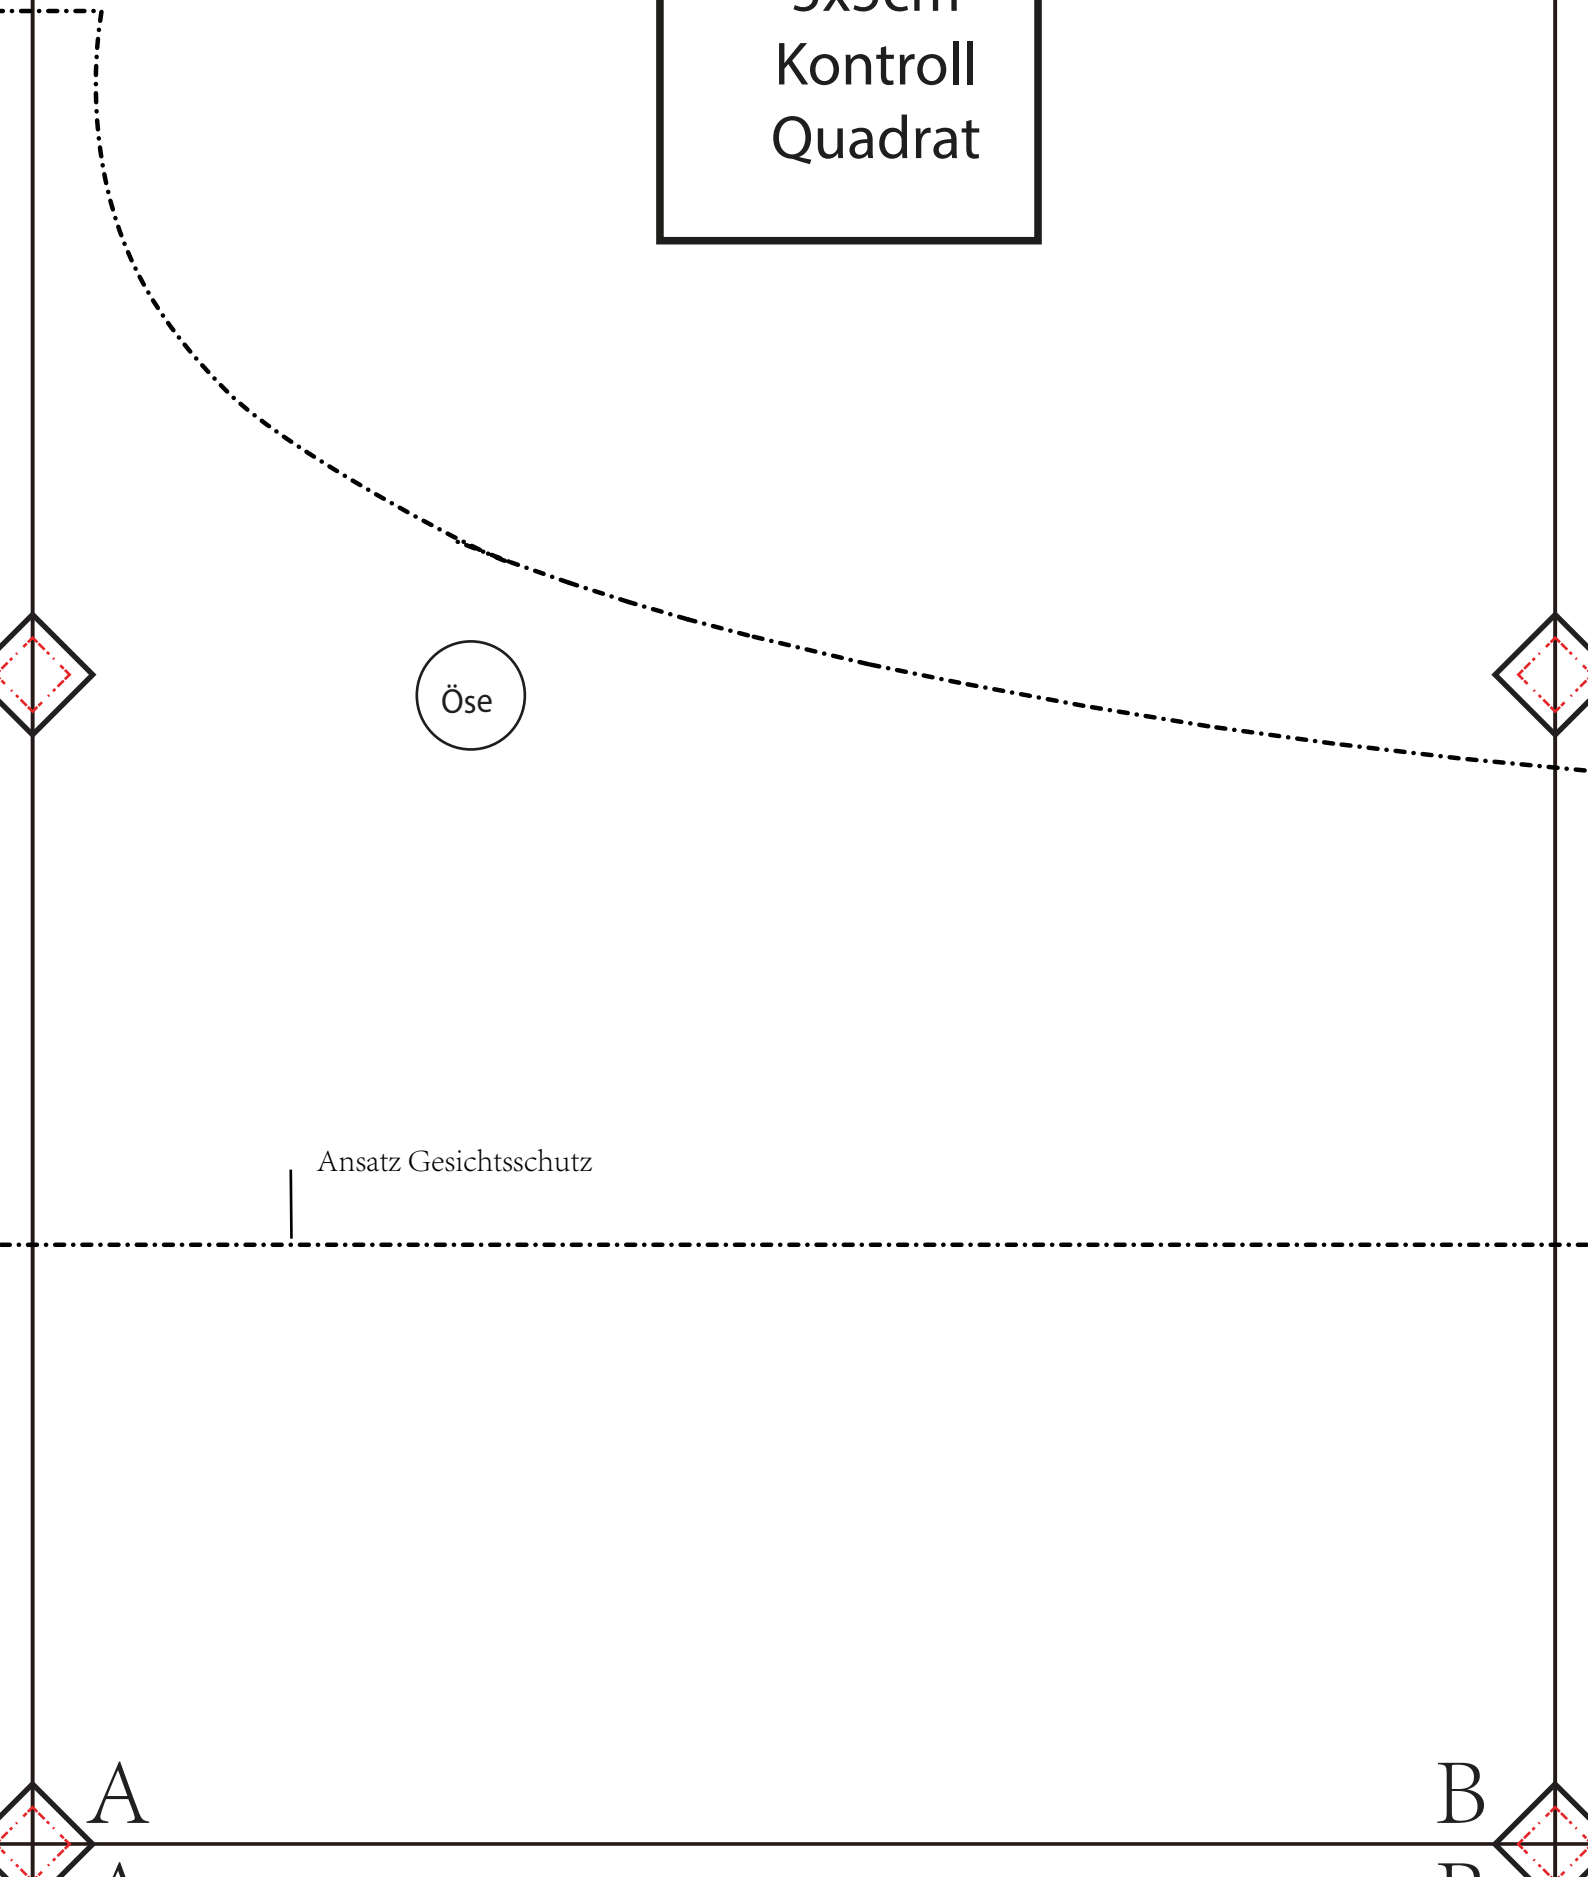 Kontroll
Quadrat
Öse
Ansatz Gesichtsschutz
A
B